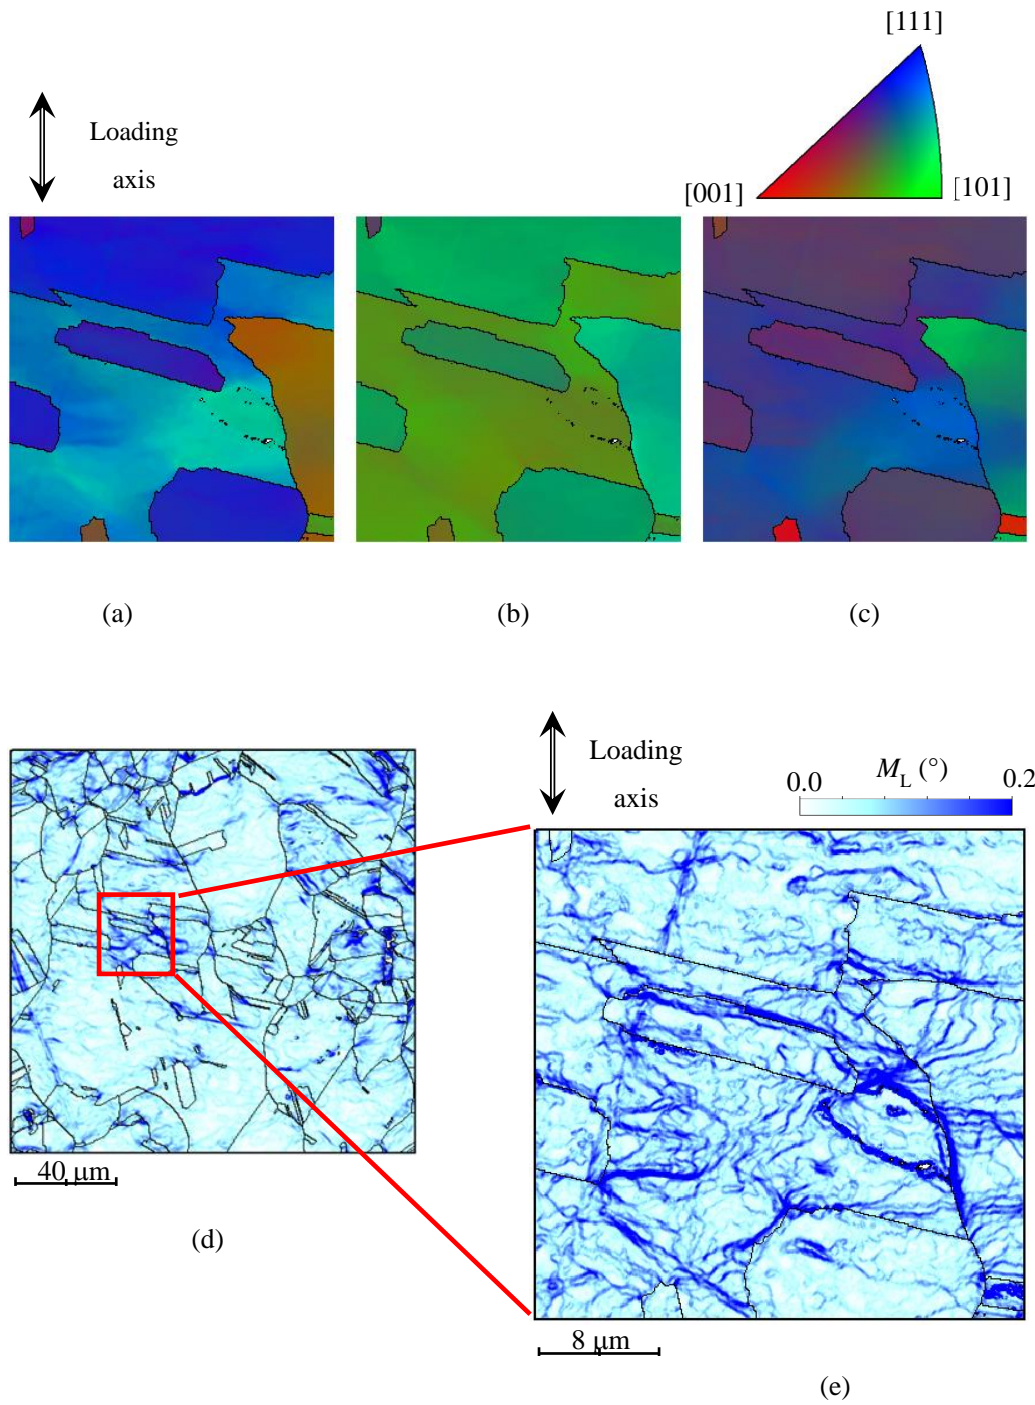 [111]
Loading
axis
[001]
[101]
(a)
(b)
(c)
Loading
axis
0.0
M_L (°)
0.2
40 μm
(d)
8 μm
(e)